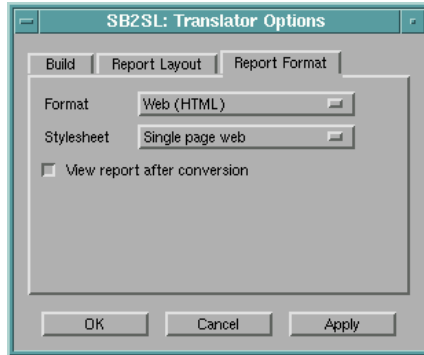 SB2SL: Translator Options
Build Report Layout Report Format
Format Web (HTML)
Stylesheet Single page web
View report after conversion
OK Cancel Apply